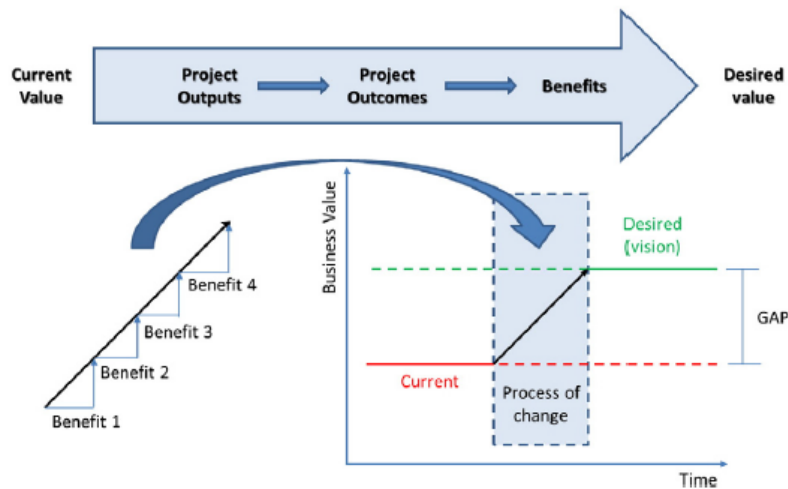 Current
Value
Project
Outputs
Project
Outcomes
Benefits
Desired
value
Benefit 1
Benefit 2
Benefit 3
Benefit 4
Business Value
Desired
(vision)
GAP
Current
Process of
change
Time